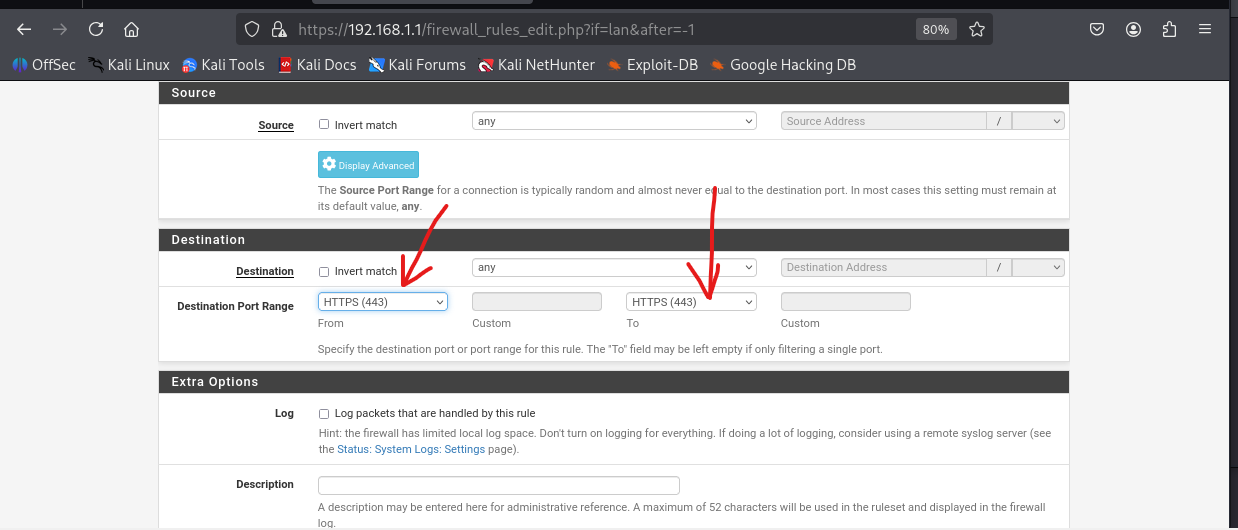 https://192.168.1.1/firewall_rules_edit.php?if=lan&after=-1 80%
OffSec Kali Linux Kali Tools Kali Docs Kali Forums Kali NetHunter Exploit-DB Google Hacking DB
Source
Source Invert match any Source Address /
Display Advanced
The Source Port Range for a connection is typically random and almost never equal to the destination port. In most cases this setting must remain at
its default value, any.
Destination
Destination Invert match any Destination Address /
Destination Port Range HTTPS (443) HTTPS (443)
From Custom To Custom
Specify the destination port or port range for this rule. The "To" field may be left empty if only filtering a single port.
Extra Options
Log Log packets that are handled by this rule
Hint: the firewall has limited local log space. Don't turn on logging for everything. If doing a lot of logging, consider using a remote syslog server (see
the Status: System Logs: Settings page).
Description
A description may be entered here for administrative reference. A maximum of 52 characters will be used in the ruleset and displayed in the firewall
log.